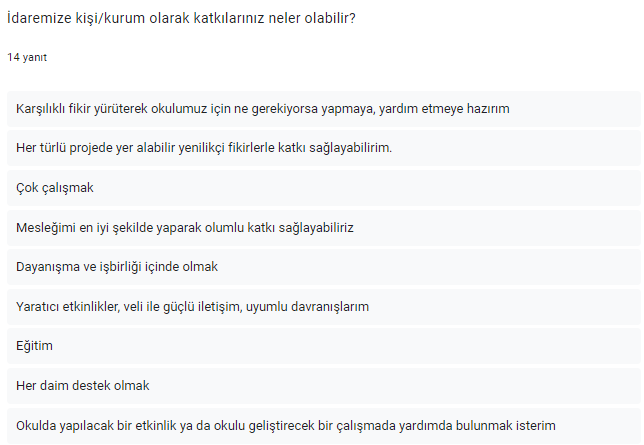 İdaremize kişi/kurum olarak katkılarınız neler olabilir?
14 yanıt
Karşılıklı fikir yürüterek okulumuz için ne gerekiyorsa yapmaya, yardım etmeye hazırım
Her türlü projede yer alabilir yenilikçi fikirlerle katkı sağlayabilirim.
Çok çalışmak
Mesleğimi en iyi şekilde yaparak olumlu katkı sağlayabiliriz
Dayanışma ve işbirliği içinde olmak
Yaratıcı etkinlikler, veli ile güçlü iletişim, uyumlu davranışlarım
Eğitim
Her daim destek olmak
Okulda yapılacak bir etkinlik ya da okulu geliştirecek bir çalışmada yardımda bulunmak isterim